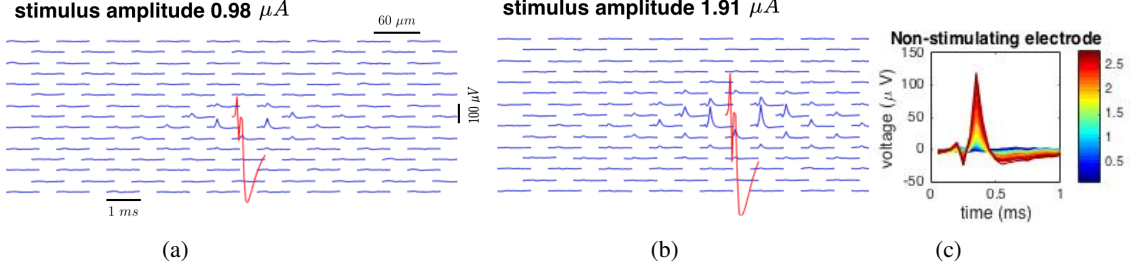 stimulus amplitude 0.98 μA
60 μm
100 μV
1 ms
(a)
stimulus amplitude 1.91 μA
(b)
Non-stimulating electrode
150
100
50
0
-50
voltage (μ V)
0
0.5
1
time (ms)
2.5
2
1.5
1
0.5
(c)